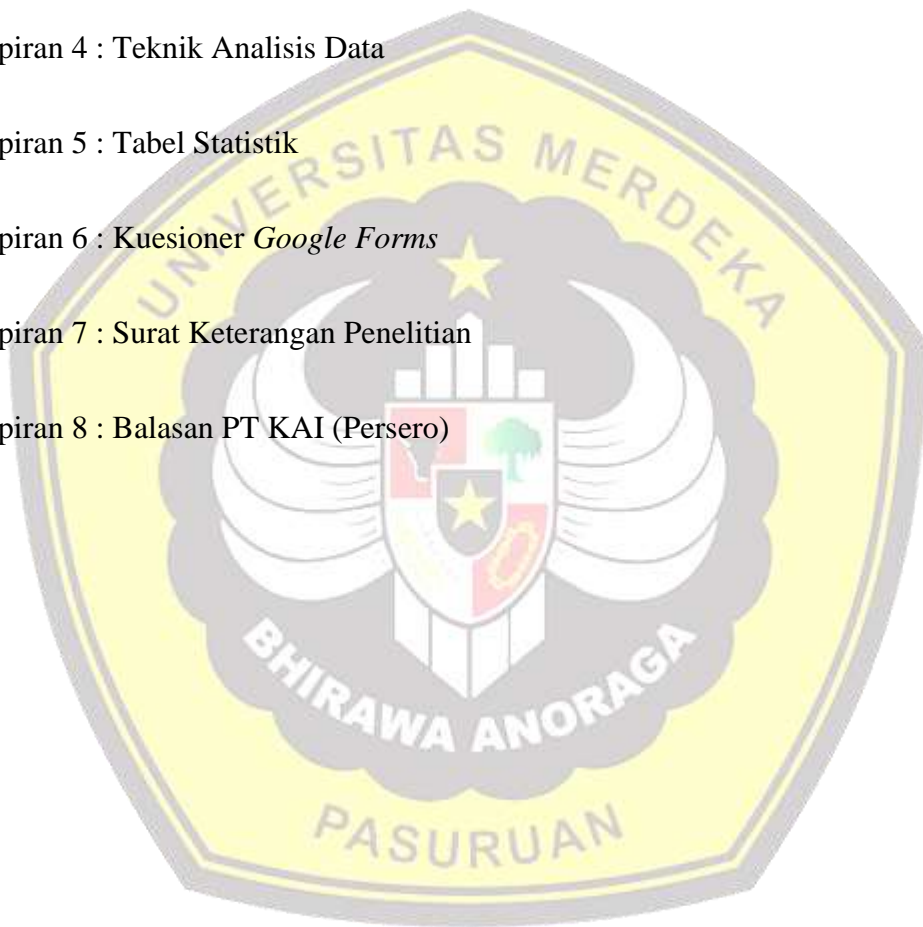 piran 4 : Teknik Analisis Data
piran 5 : Tabel Statistik
piran 6 : Kuesioner Google Forms
piran 7 : Surat Keterangan Penelitian
piran 8 : Balasan PT KAI (Persero)
UNIVERSITAS MERDEKA
BHIRAWA ANORAGA
PASURUAN